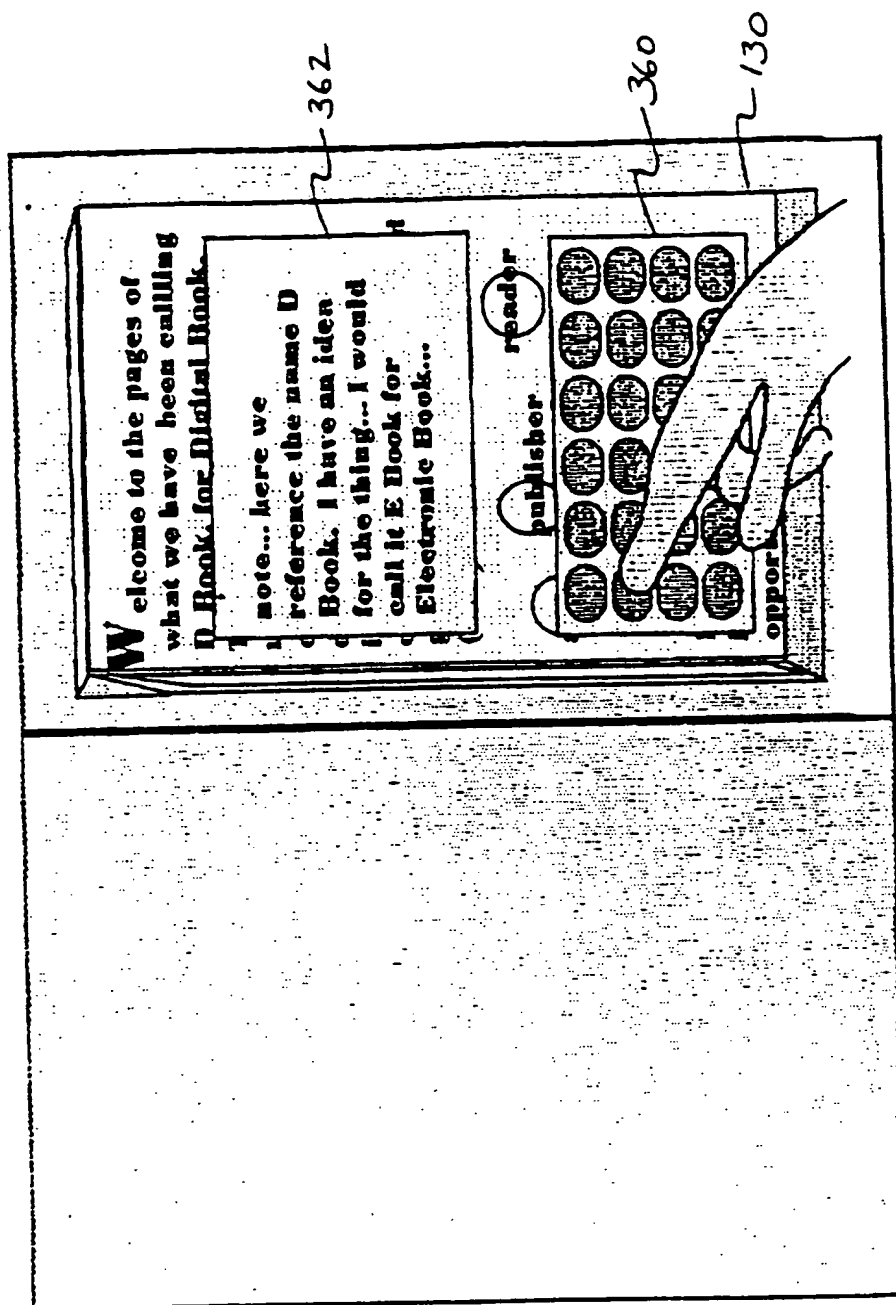 Welcome to the pages of
what we have been callling
D Book, for Digital Book.
note... here we
reference the name D
Book. I have an idea
for the thing... I would
call it E Book for
Electronic Book...
publisher reader
oppor
362
360
130